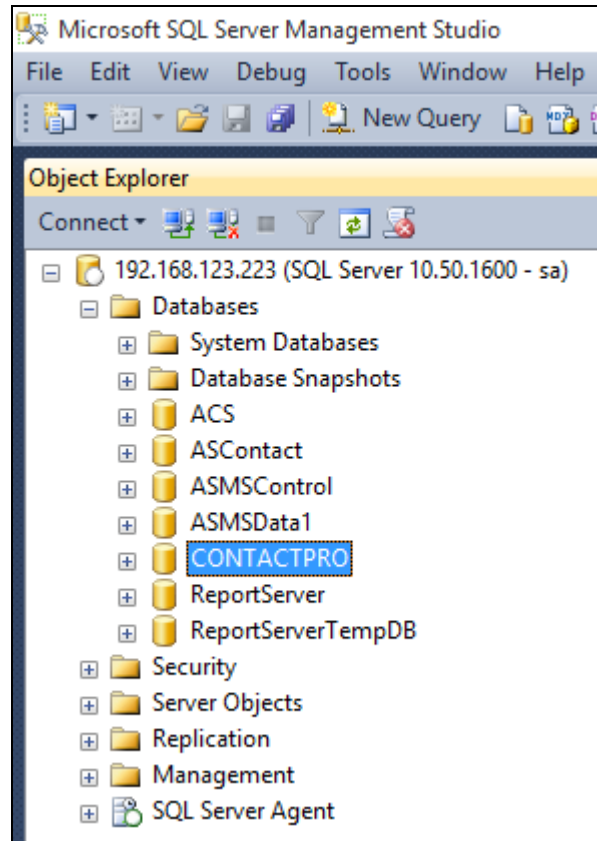 Microsoft SQL Server Management Studio
File Edit View Debug Tools Window Help
New Query
Object Explorer
Connect
192.168.123.223 (SQL Server 10.50.1600 - sa)
Databases
System Databases
Database Snapshots
ACS
ASContact
ASMSControl
ASMSData1
CONTACTPRO
ReportServer
ReportServerTempDB
Security
Server Objects
Replication
Management
SQL Server Agent